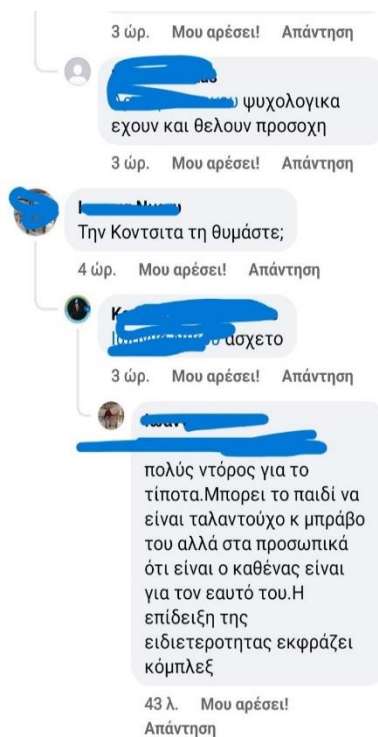 3 ώρ. Μου αρέσει! Απάντηση
ψυχολογικα
εχουν και θελουν προσοχη
3 ώρ. Μου αρέσει! Απάντηση
Την Κοντσιτα τη θυμάστε;
4 ώρ. Μου αρέσει! Απάντηση
άσχετο
3 ώρ. Μου αρέσει! Απάντηση
πολύς ντόρος για το
τίποτα.Μπορει το παιδί να
είναι ταλαντούχο κ μπράβο
του αλλά στα προσωπικά
ότι είναι ο καθένας είναι
για τον εαυτό του.Η
επίδειξη της
ειδιετεροτητας εκφράζει
κόμπλεξ
43 λ. Μου αρέσει!
Απάντηση